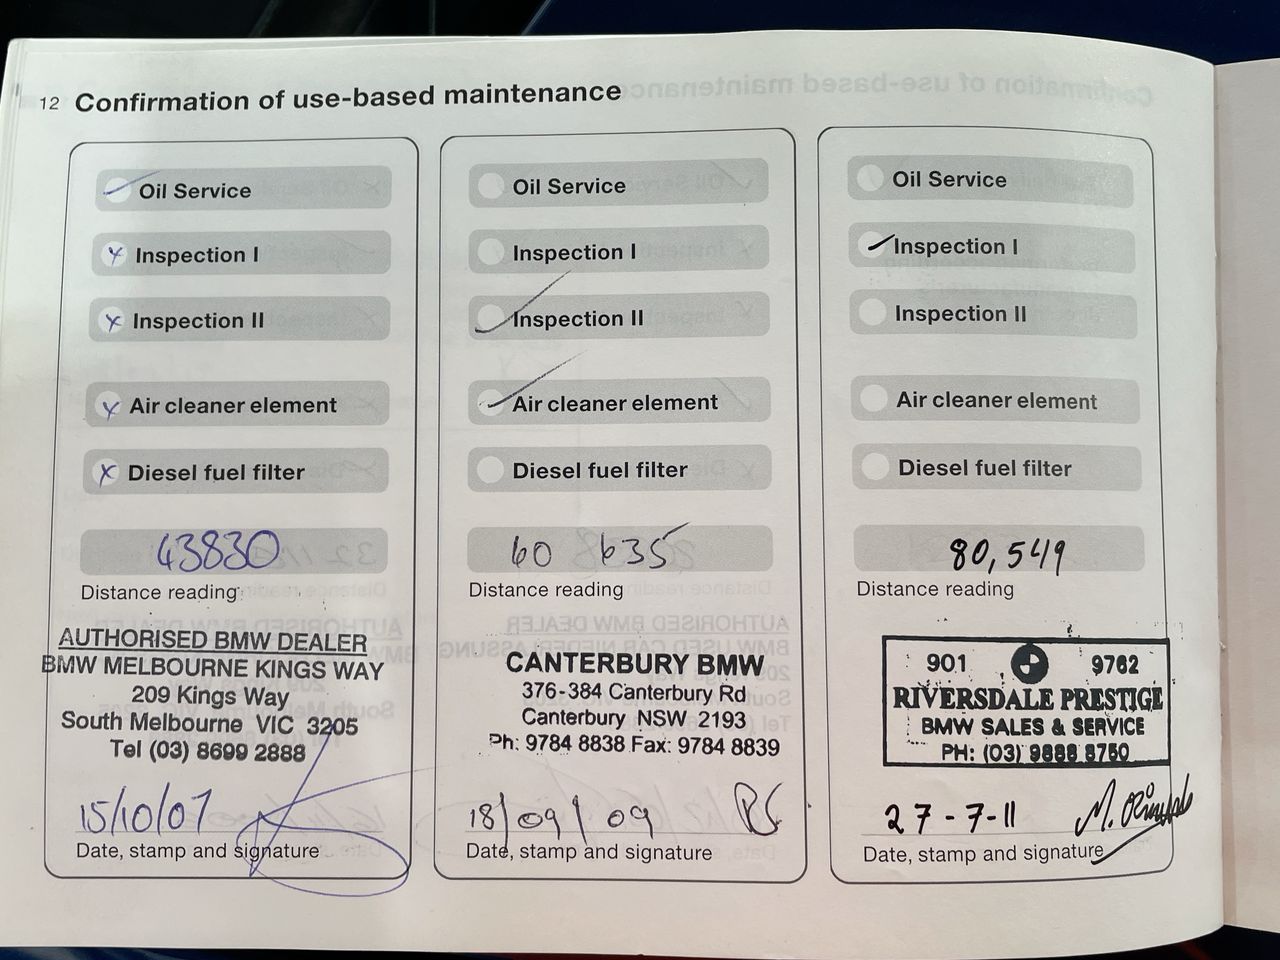 12 Confirmation of use-based maintenance
Oil Service
Inspection I
Inspection II
Air cleaner element
Diesel fuel filter
43830
Distance reading
AUTHORISED BMW DEALER
BMW MELBOURNE KINGS WAY
209 Kings Way
South Melbourne VIC 3205
Tel (03) 8699 2888
15/10/07
Date, stamp and signature
Oil Service
Inspection I
Inspection II
Air cleaner element
Diesel fuel filter
60 635
Distance reading
CANTERBURY BMW
376-384 Canterbury Rd
Canterbury NSW 2193
Ph: 9784 8838 Fax: 9784 8839
18/09/09
Date, stamp and signature
Oil Service
Inspection I
Inspection II
Air cleaner element
Diesel fuel filter
80,549
Distance reading
901 9762
RIVERSDALE PRESTIGE
BMW SALES & SERVICE
PH: (03) 9888 8760
27-7-11
Date, stamp and signature